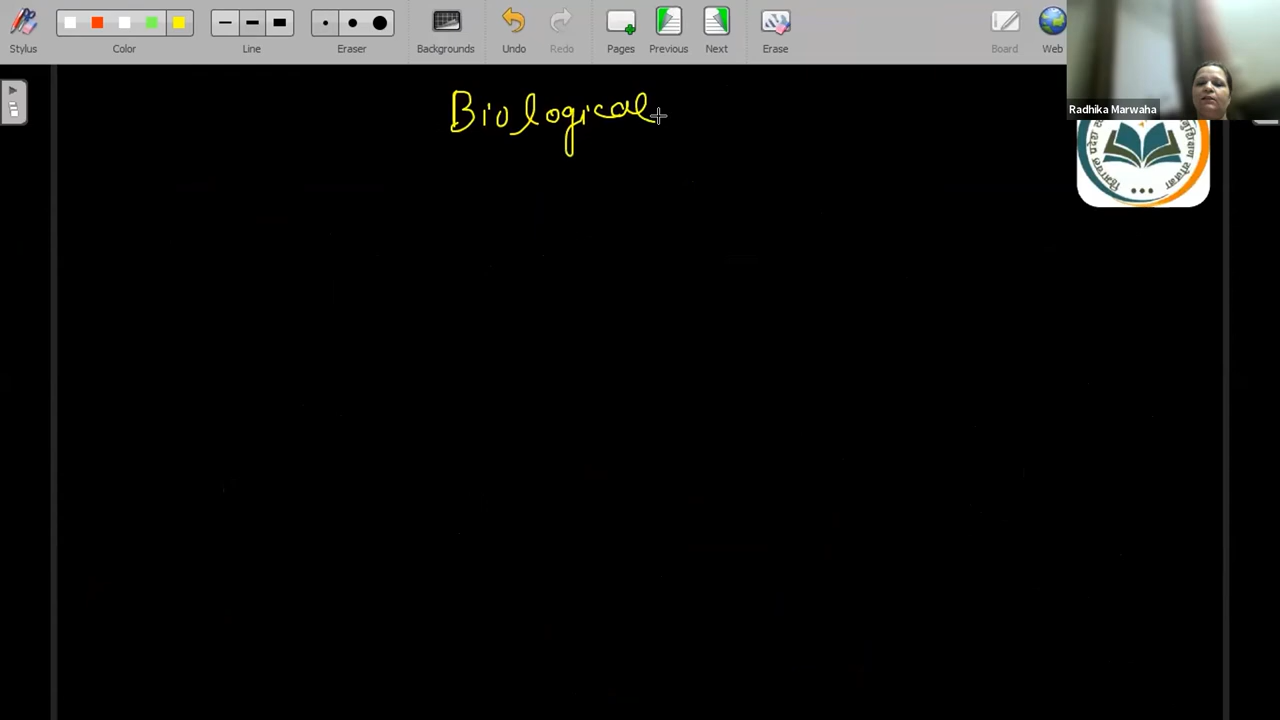 Stylus Color Line Eraser Backgrounds Undo Redo Pages Previous Next Erase Board Web
Radhika Marwaha
Biological